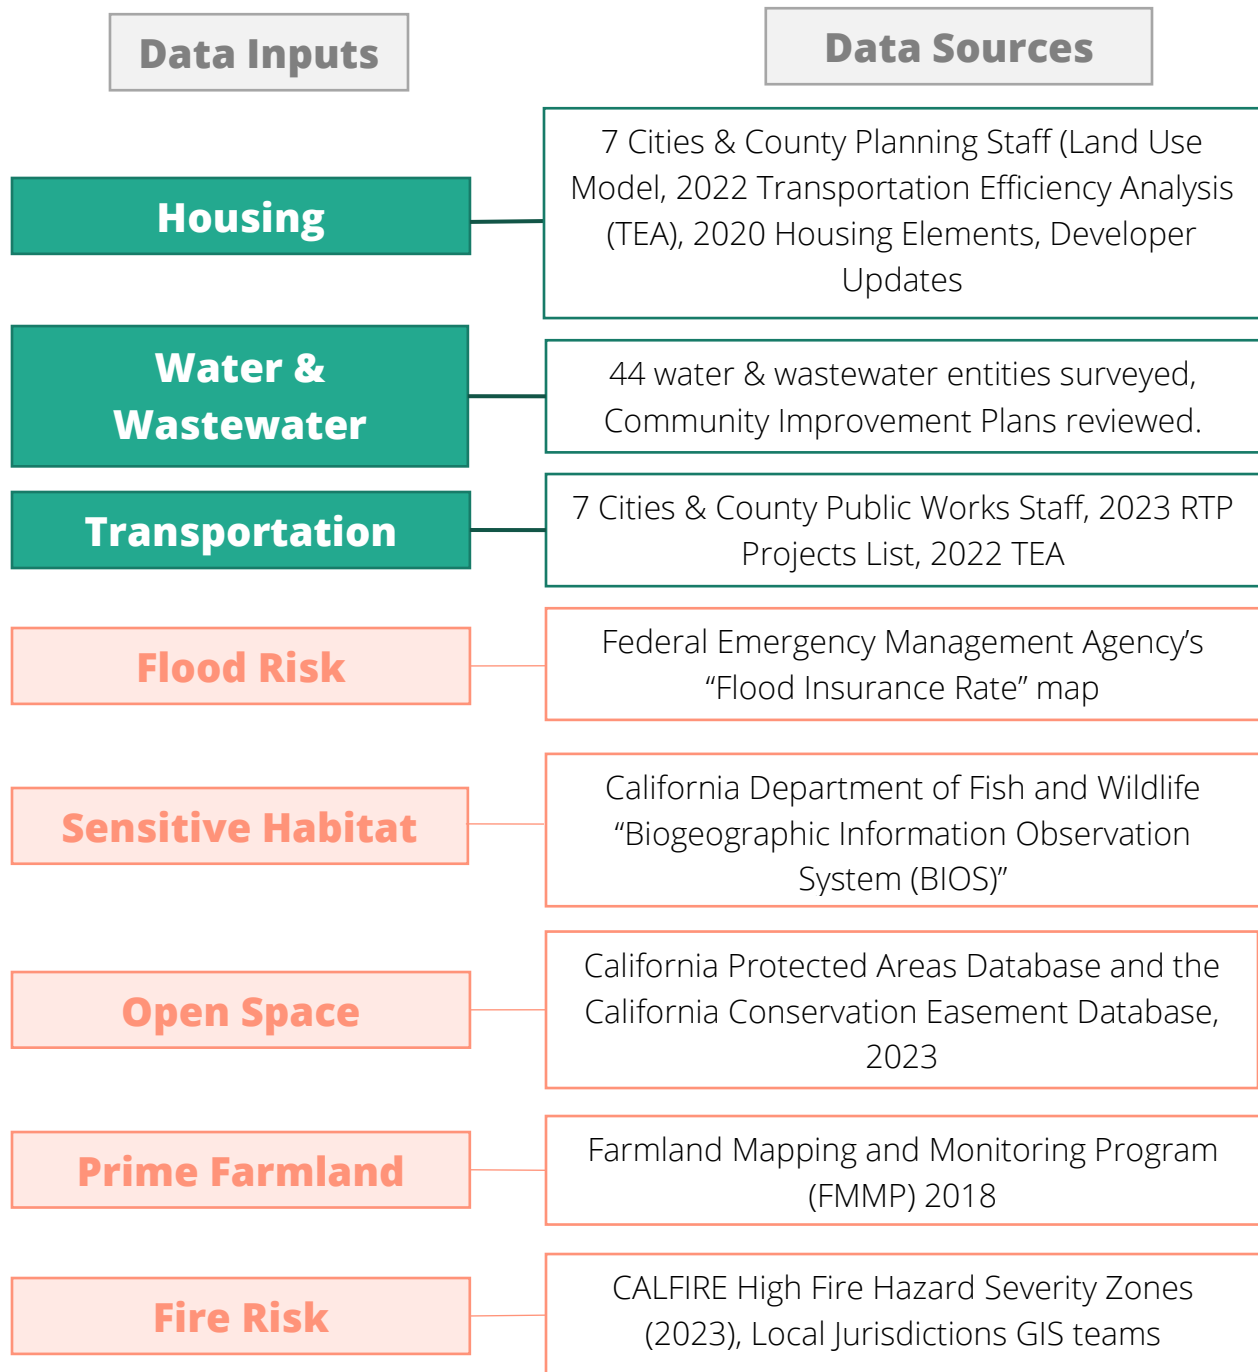 Data Inputs
Data Sources
Housing
7 Cities & County Planning Staff (Land Use
Model, 2022 Transportation Efficiency Analysis
(TEA), 2020 Housing Elements, Developer
Updates
Water &
Wastewater
44 water & wastewater entities surveyed,
Community Improvement Plans reviewed.
Transportation
7 Cities & County Public Works Staff, 2023 RTP
Projects List, 2022 TEA
Flood Risk
Federal Emergency Management Agency’s
“Flood Insurance Rate” map
Sensitive Habitat
California Department of Fish and Wildlife
“Biogeographic Information Observation
System (BIOS)”
Open Space
California Protected Areas Database and the
California Conservation Easement Database,
2023
Prime Farmland
Farmland Mapping and Monitoring Program
(FMMP) 2018
Fire Risk
CALFIRE High Fire Hazard Severity Zones
(2023), Local Jurisdictions GIS teams